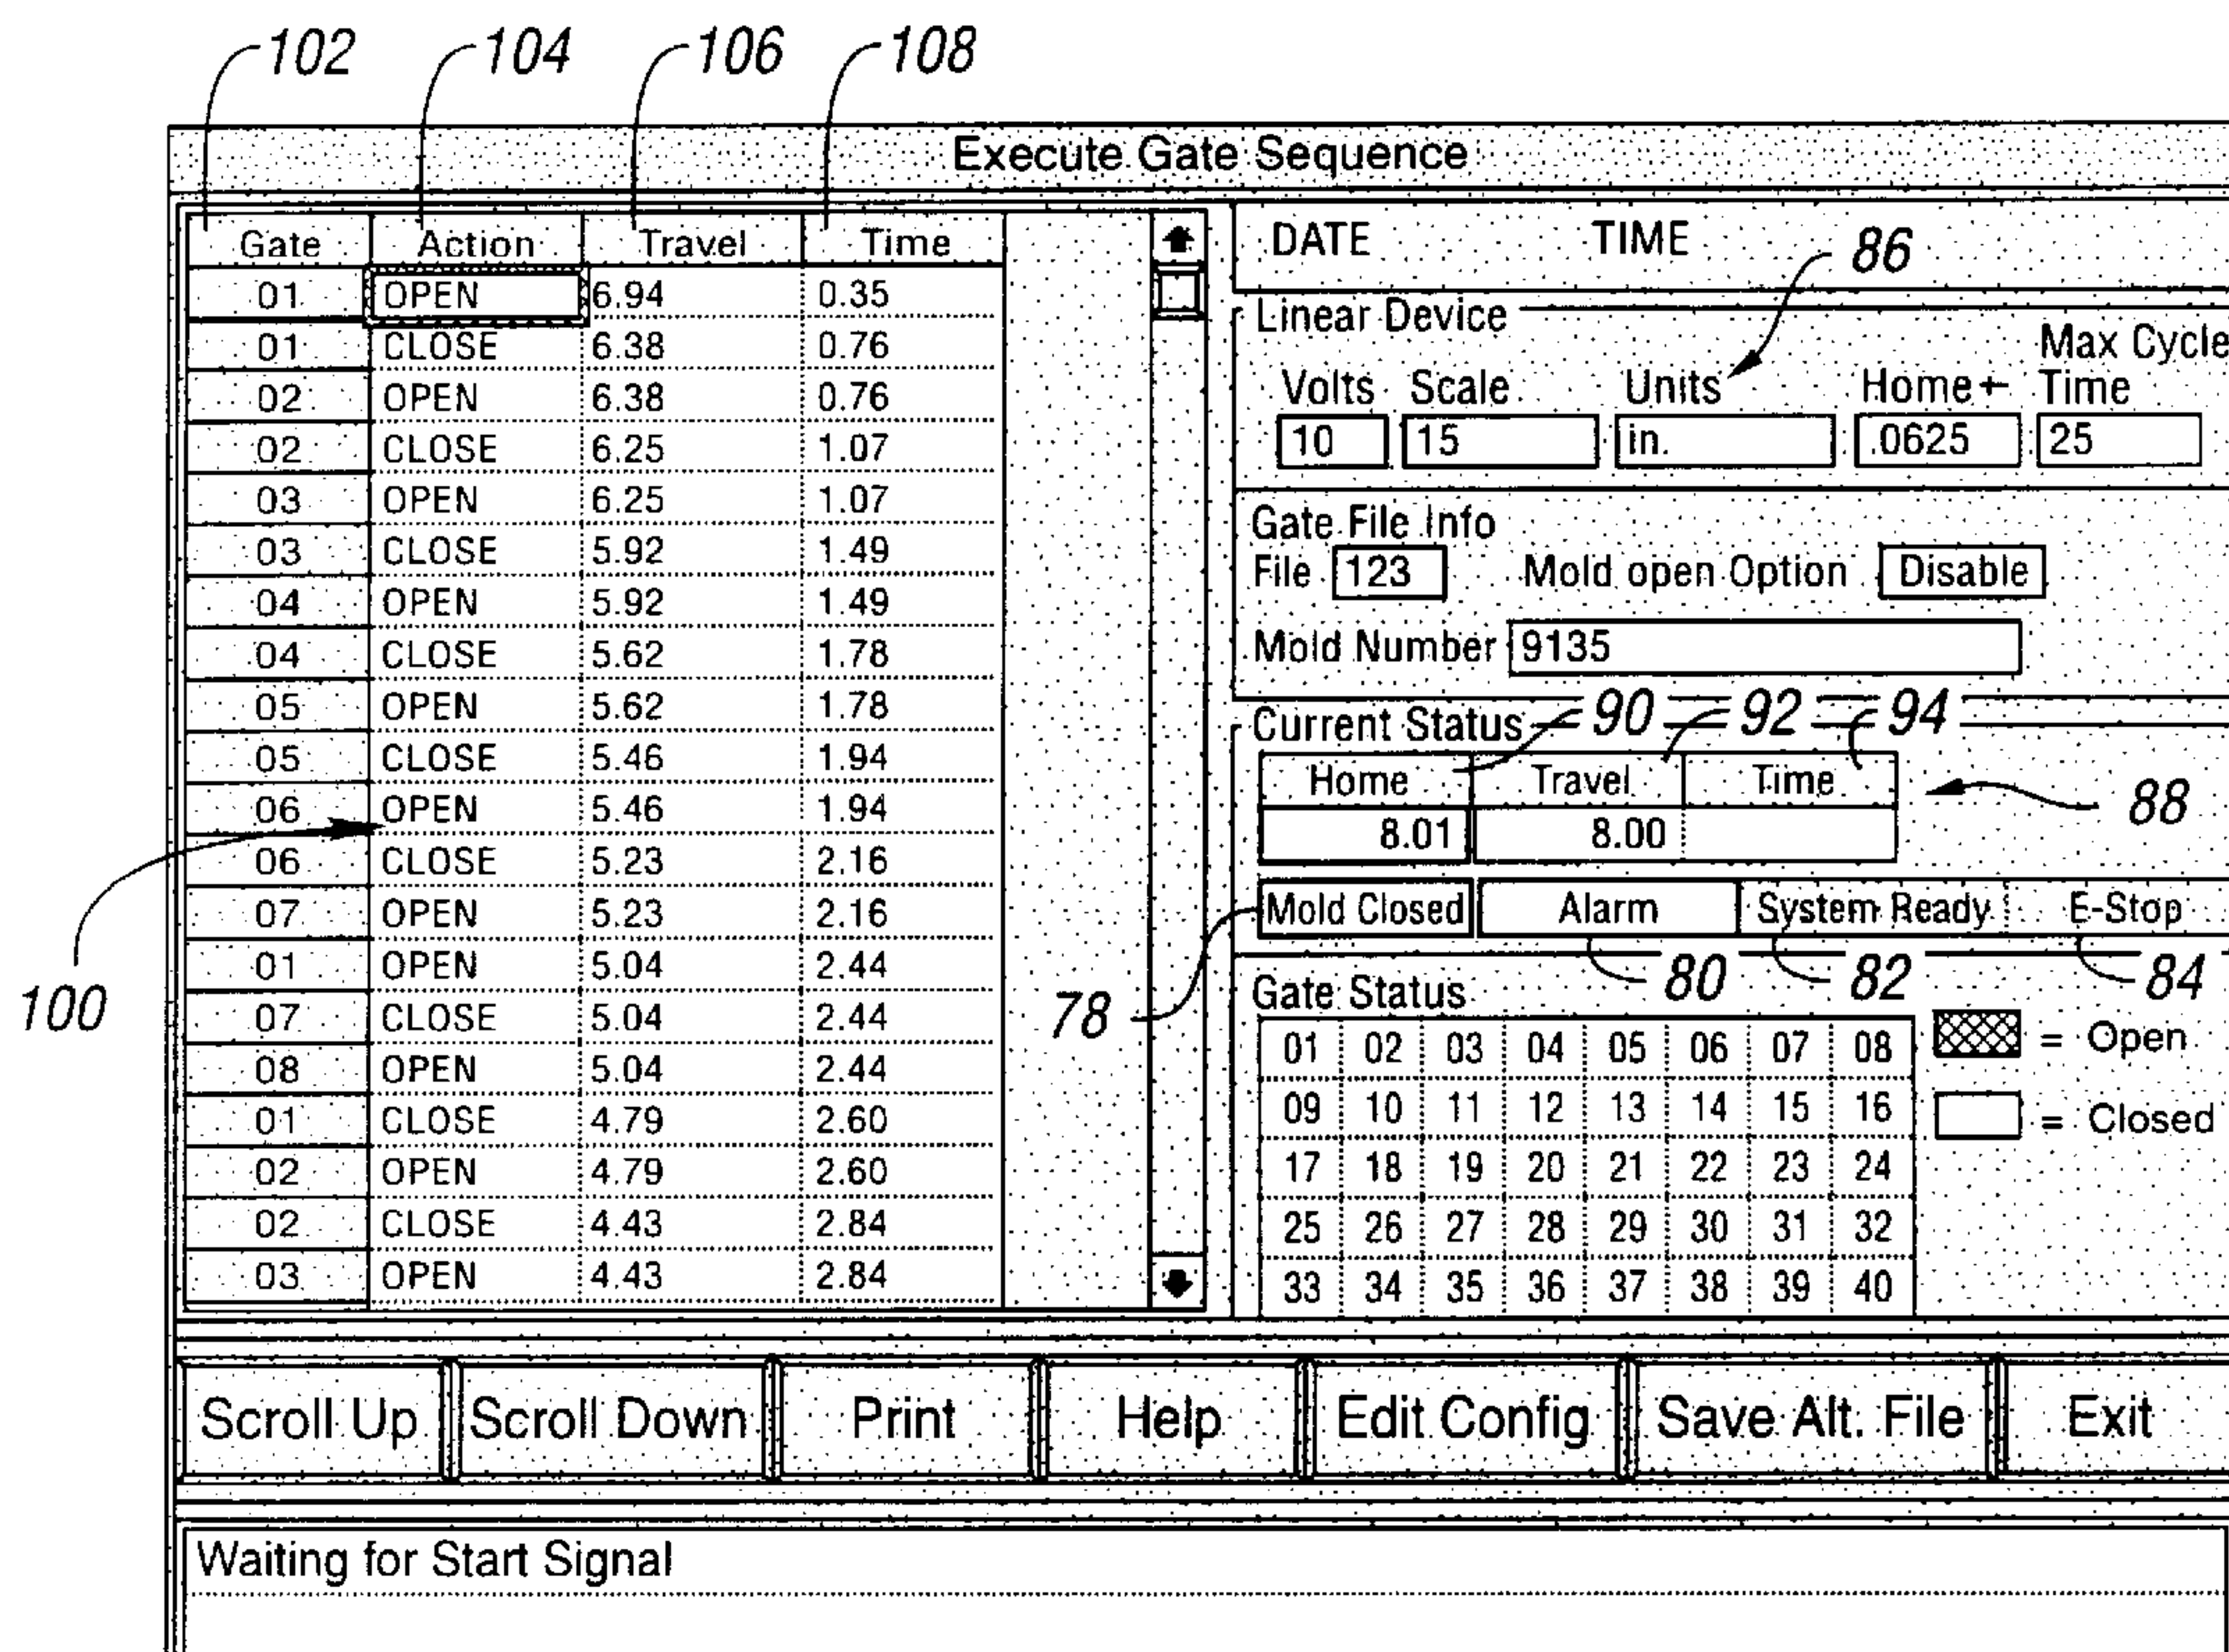 102 104 106 108
Execute Gate Sequence
Gate Action Travel Time
01 OPEN 6.94 0.35
01 CLOSE 6.38 0.76
02 OPEN 6.38 0.76
02 CLOSE 6.25 1.07
03 OPEN 6.25 1.07
03 CLOSE 5.92 1.49
04 OPEN 5.92 1.49
04 CLOSE 5.62 1.78
05 OPEN 5.62 1.78
05 CLOSE 5.46 1.94
06 OPEN 5.46 1.94
06 CLOSE 5.23 2.16
07 OPEN 5.23 2.16
01 OPEN 5.04 2.44
07 CLOSE 5.04 2.44
08 OPEN 5.04 2.44
01 CLOSE 4.79 2.60
02 OPEN 4.79 2.60
02 CLOSE 4.43 2.84
03 OPEN 4.43 2.84
100
DATE TIME
86
Linear Device
Max Cycle
Volts Scale Units Home+ Time
10 15 in. .0625 25
Gate File Info
File 123 Mold open Option Disable
Mold Number 9135
Current Status 90 92 94
Home Travel Time
8.01 8.00
88
Mold Closed Alarm System Ready E-Stop
78 80 82 84
Gate Status
01 02 03 04 05 06 07 08
09 10 11 12 13 14 15 16
17 18 19 20 21 22 23 24
25 26 27 28 29 30 31 32
33 34 35 36 37 38 39 40
= Open
= Closed
Scroll Up Scroll Down Print Help Edit Config Save Alt. File Exit
Waiting for Start Signal